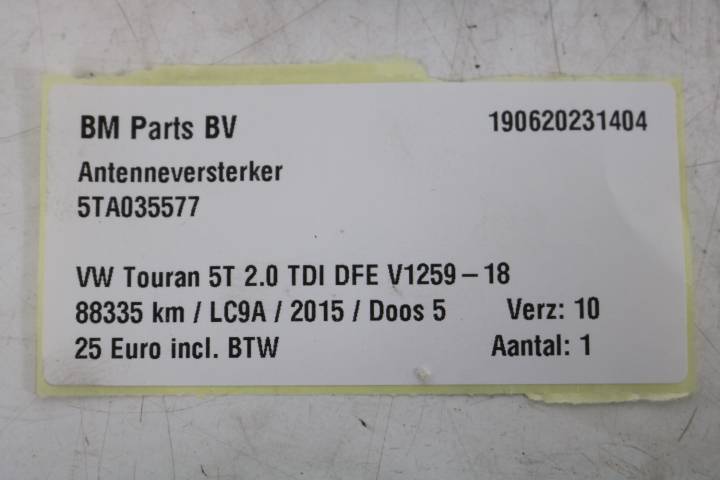 BM Parts BV 190620231404
Antenneversterker
5TA035577
VW Touran 5T 2.0 TDI DFE V1259-18
88335 km / LC9A / 2015 / Doos 5 Verz: 10
25 Euro incl. BTW Aantal: 1